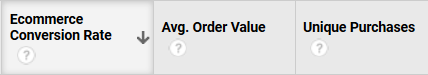 Ecommerce
Conversion Rate
?
Avg. Order Value
?
Unique Purchases
?